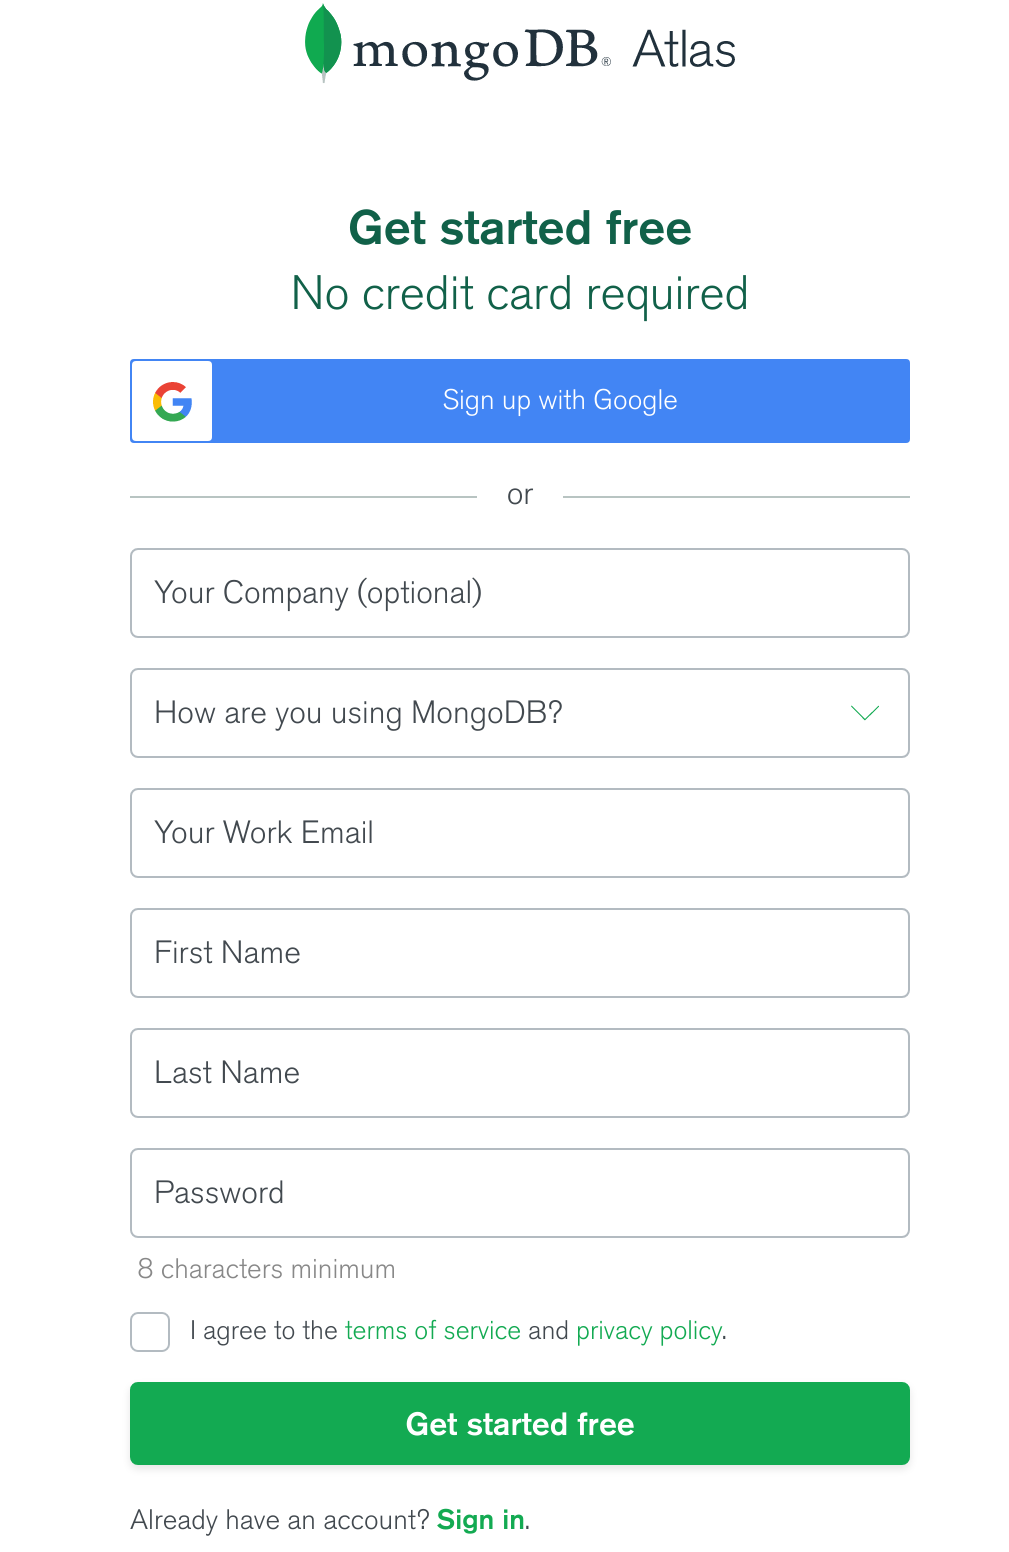 mongoDB® Atlas
Get started free
No credit card required
Sign up with Google
or
Your Company (optional)
How are you using MongoDB?
Your Work Email
First Name
Last Name
Password
8 characters minimum
I agree to the terms of service and privacy policy.
Get started free
Already have an account? Sign in.